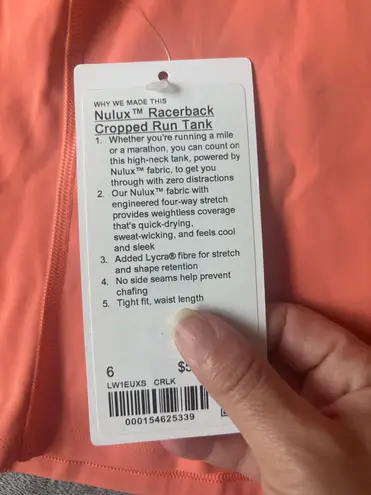 WHY WE MADE THIS
Nulux™ Racerback
Cropped Run Tank
1. Whether you're running a mile
or a marathon, you can count on
this high-neck tank, powered by
Nulux™ fabric, to get you
through with zero distractions
2. Our Nulux™ fabric with
engineered four-way stretch
provides weightless coverage
that's quick-drying,
sweat-wicking, and feels cool
and sleek
3. Added Lycra® fibre for stretch
and shape retention
4. No side seams help prevent
chafing
5. Tight fit, waist length
6
LW1EUXS CRLK
000154625339